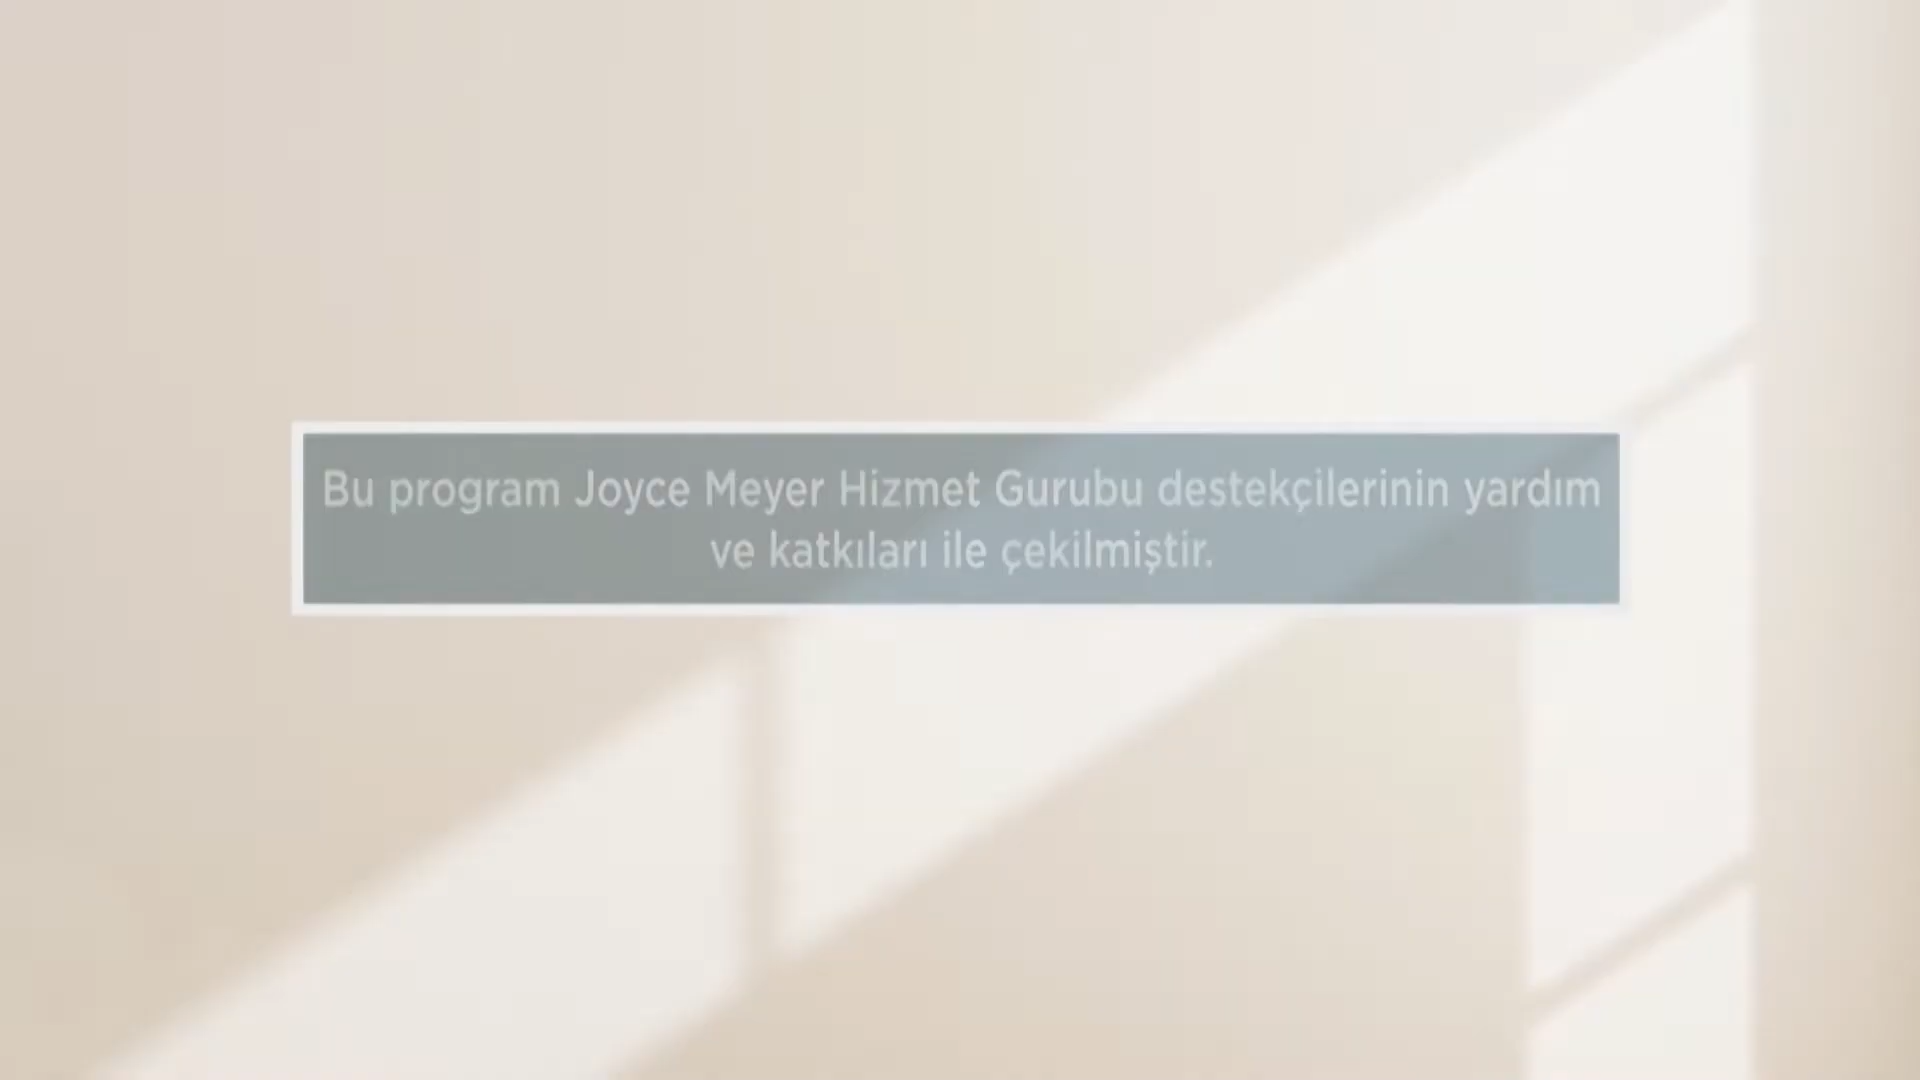 Bu program Joyce Meyer Hizmet Gurubu destekçilerinin yardım
ve katkıları ile çekilmiştir.